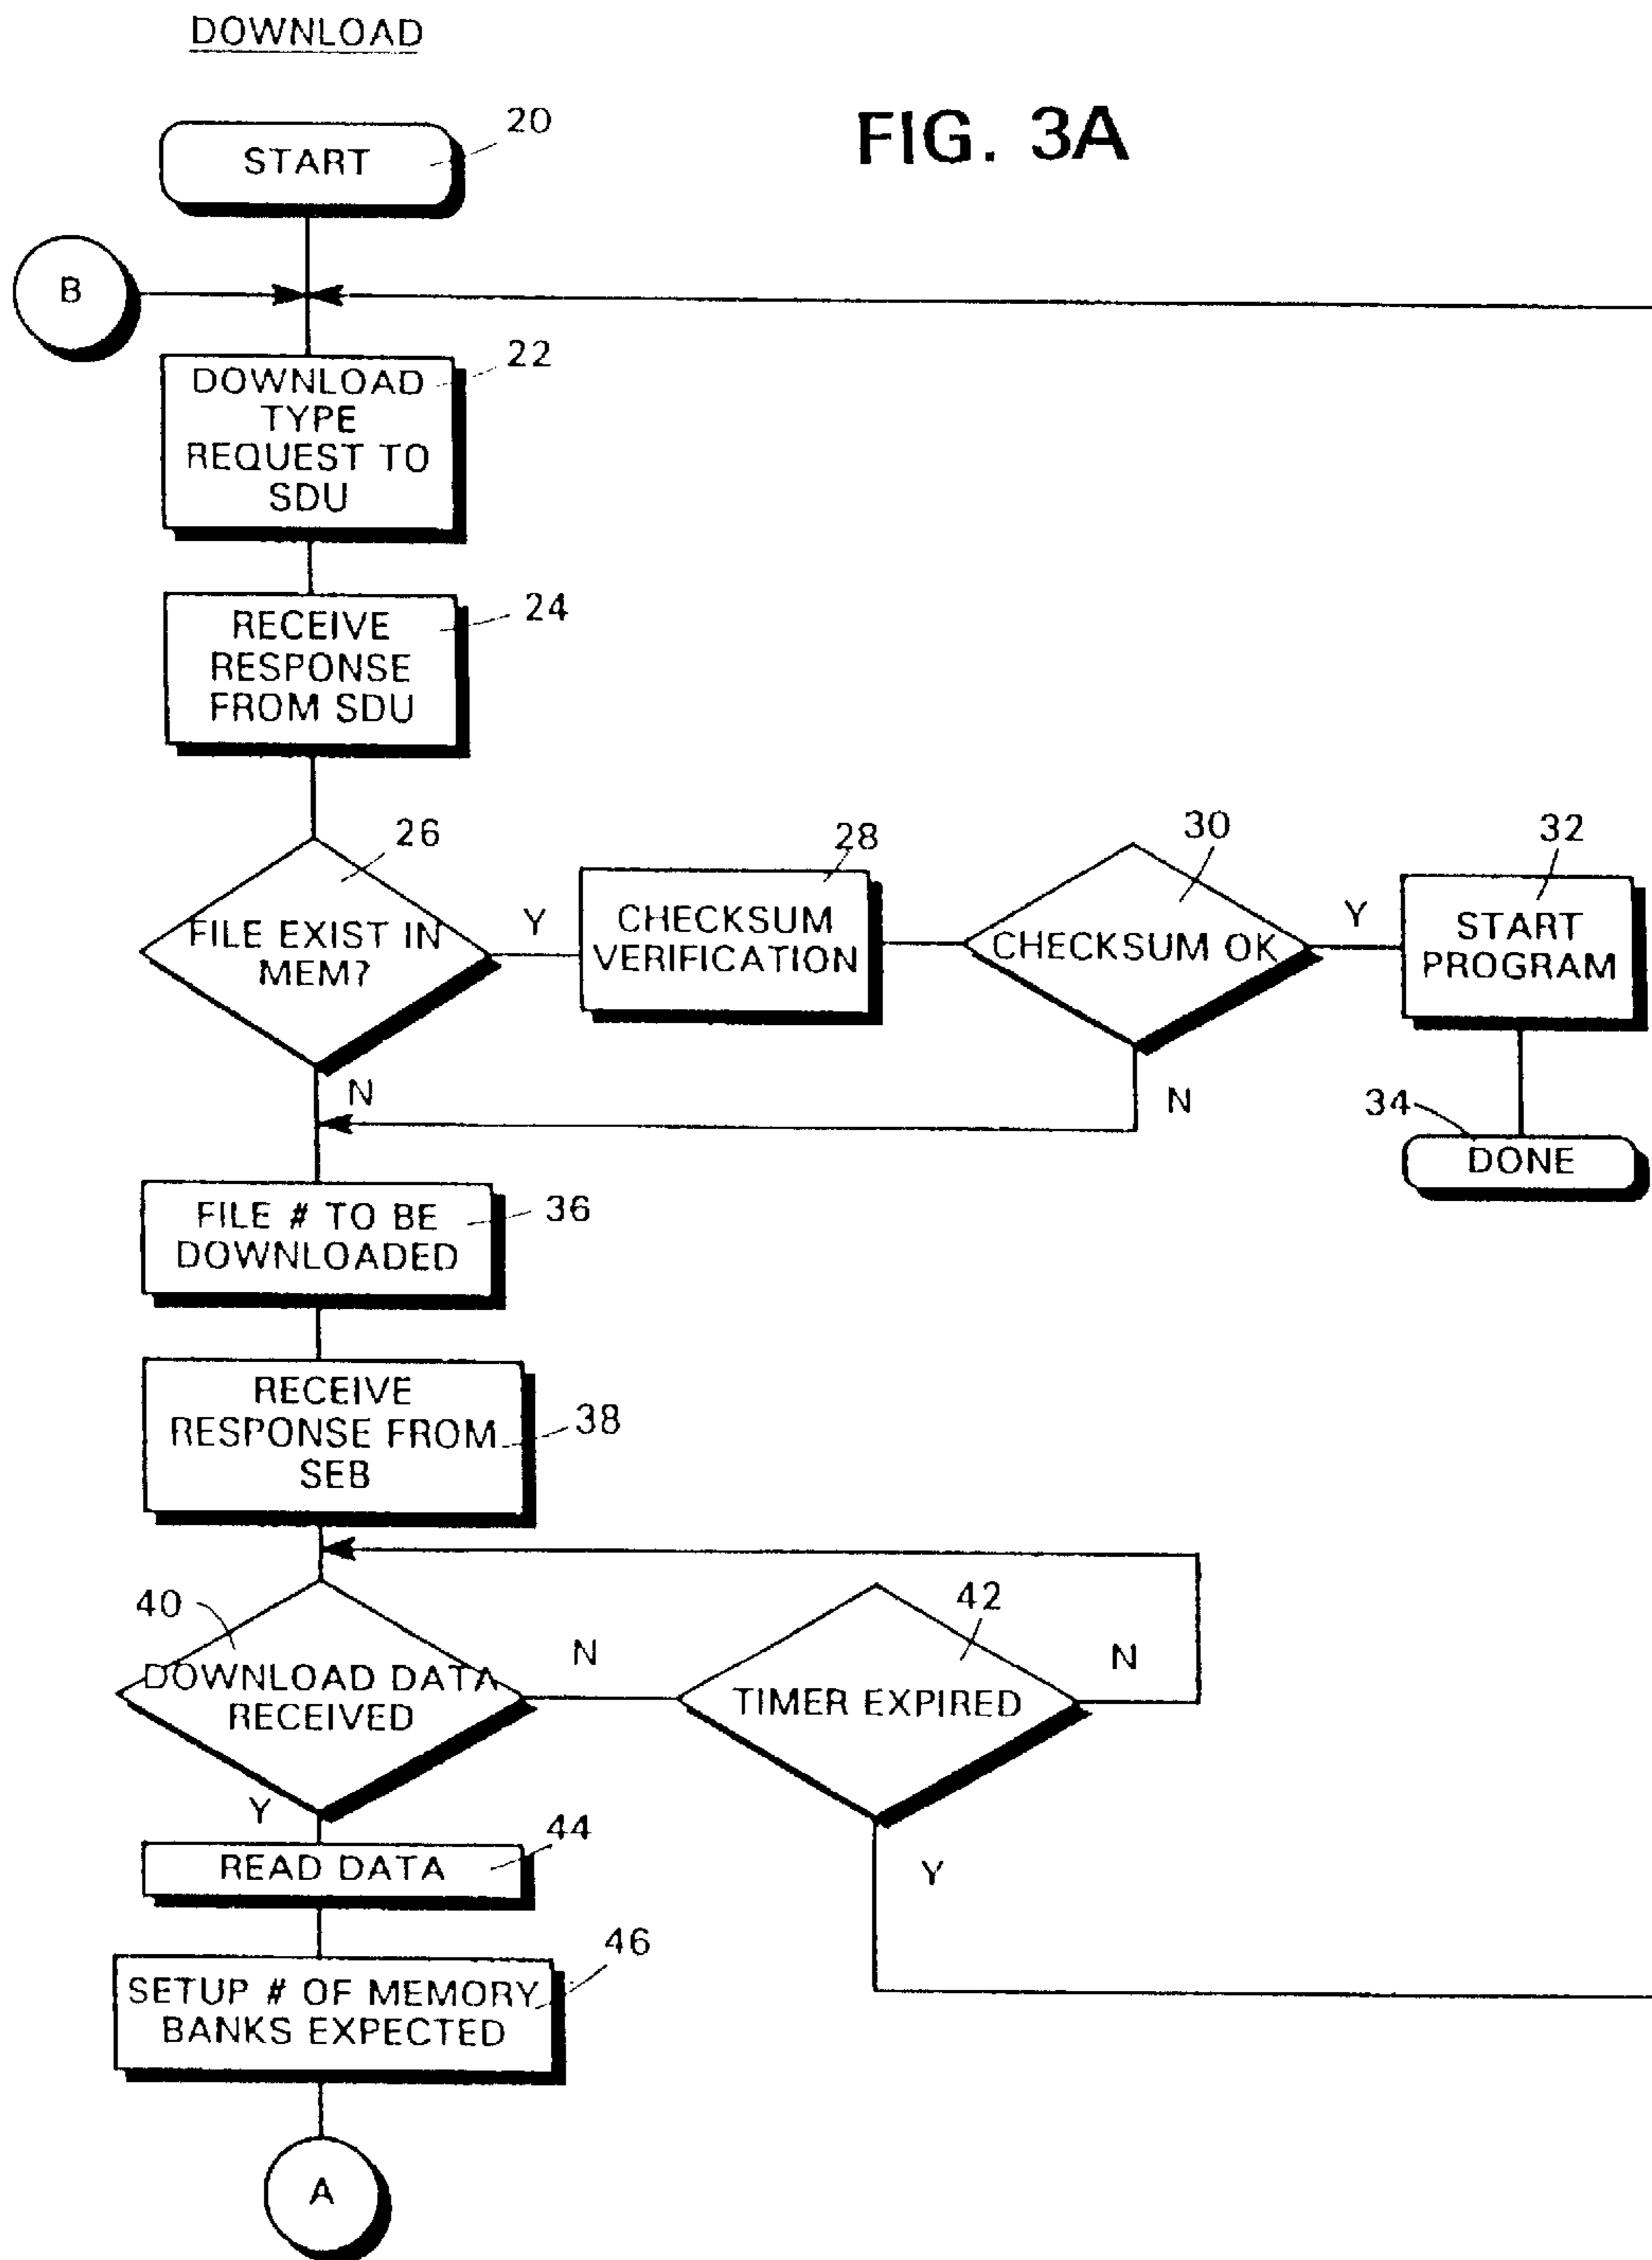 DOWNLOAD
FIG. 3A
20
START
B
22
DOWNLOAD
TYPE
REQUEST TO
SDU
24
RECEIVE
RESPONSE
FROM SDU
26
FILE EXIST IN
MEM?
Y
N
28
CHECKSUM
VERIFICATION
30
CHECKSUM OK
Y
N
32
START
PROGRAM
34
DONE
36
FILE # TO BE
DOWNLOADED
38
RECEIVE
RESPONSE FROM
SEB
40
DOWNLOAD DATA
RECEIVED
N
Y
42
TIMER EXPIRED
N
Y
44
READ DATA
46
SETUP # OF MEMORY
BANKS EXPECTED
A